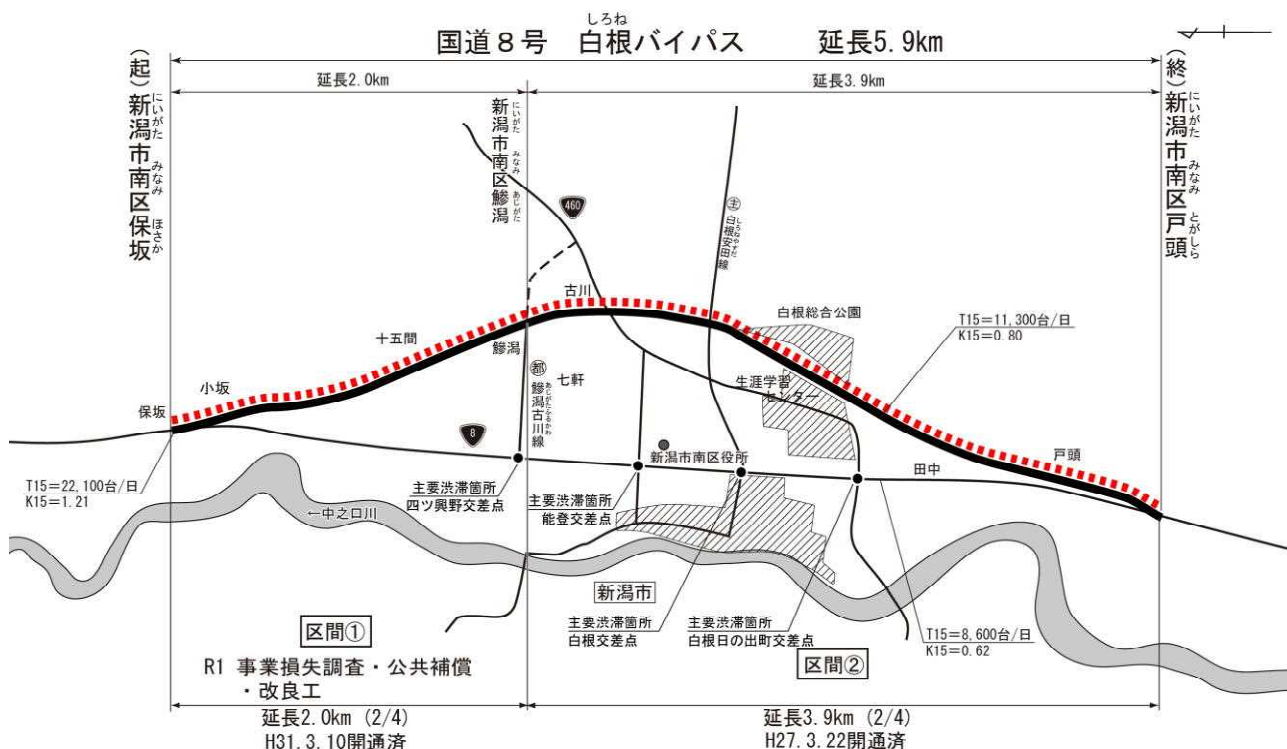 しろね
国道8号 白根バイパス 延長5.9km
延長2.0km
延長3.9km
(起)新潟市南区保坂
にいがた みなみ ほさか
新潟市南区鰺潟
にいがた みなみ あじがた
(終)新潟市南区戸頭
にいがた みなみ とがしら
460
主 白根安田線
しろねやすだ
古川
白根総合公園
T15=11,300台/日
K15=0.80
十五間
鰺潟
小坂
七軒
生涯学習
センター
保坂
都 鰺潟古川線
あじがたふるかわ
8
新潟市南区役所
田中
戸頭
T15=22,100台/日
K15=1.21
主要渋滞箇所
四ツ興野交差点
主要渋滞箇所
能登交差点
←中之口川
新潟市
主要渋滞箇所
白根交差点
主要渋滞箇所
白根日の出町交差点
T15=8,600台/日
K15=0.62
区間①
区間②
R1 事業損失調査・公共補償
・改良工
延長2.0km (2/4)
H31.3.10開通済
延長3.9km (2/4)
H27.3.22開通済